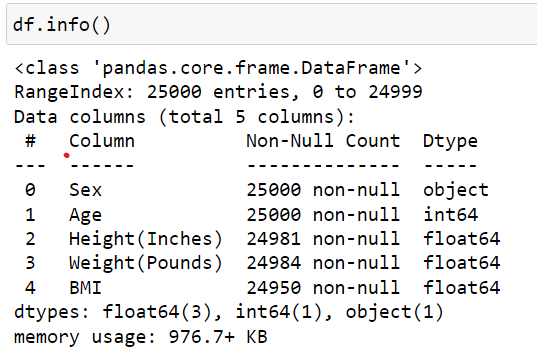 df.info()
<class 'pandas.core.frame.DataFrame'>
RangeIndex: 25000 entries, 0 to 24999
Data columns (total 5 columns):
 #   Column          Non-Null Count  Dtype
---  ------          --------------  -----
 0   Sex             25000 non-null  object
 1   Age             25000 non-null  int64
 2   Height(Inches)  24981 non-null  float64
 3   Weight(Pounds)  24984 non-null  float64
 4   BMI             24950 non-null  float64
dtypes: float64(3), int64(1), object(1)
memory usage: 976.7+ KB